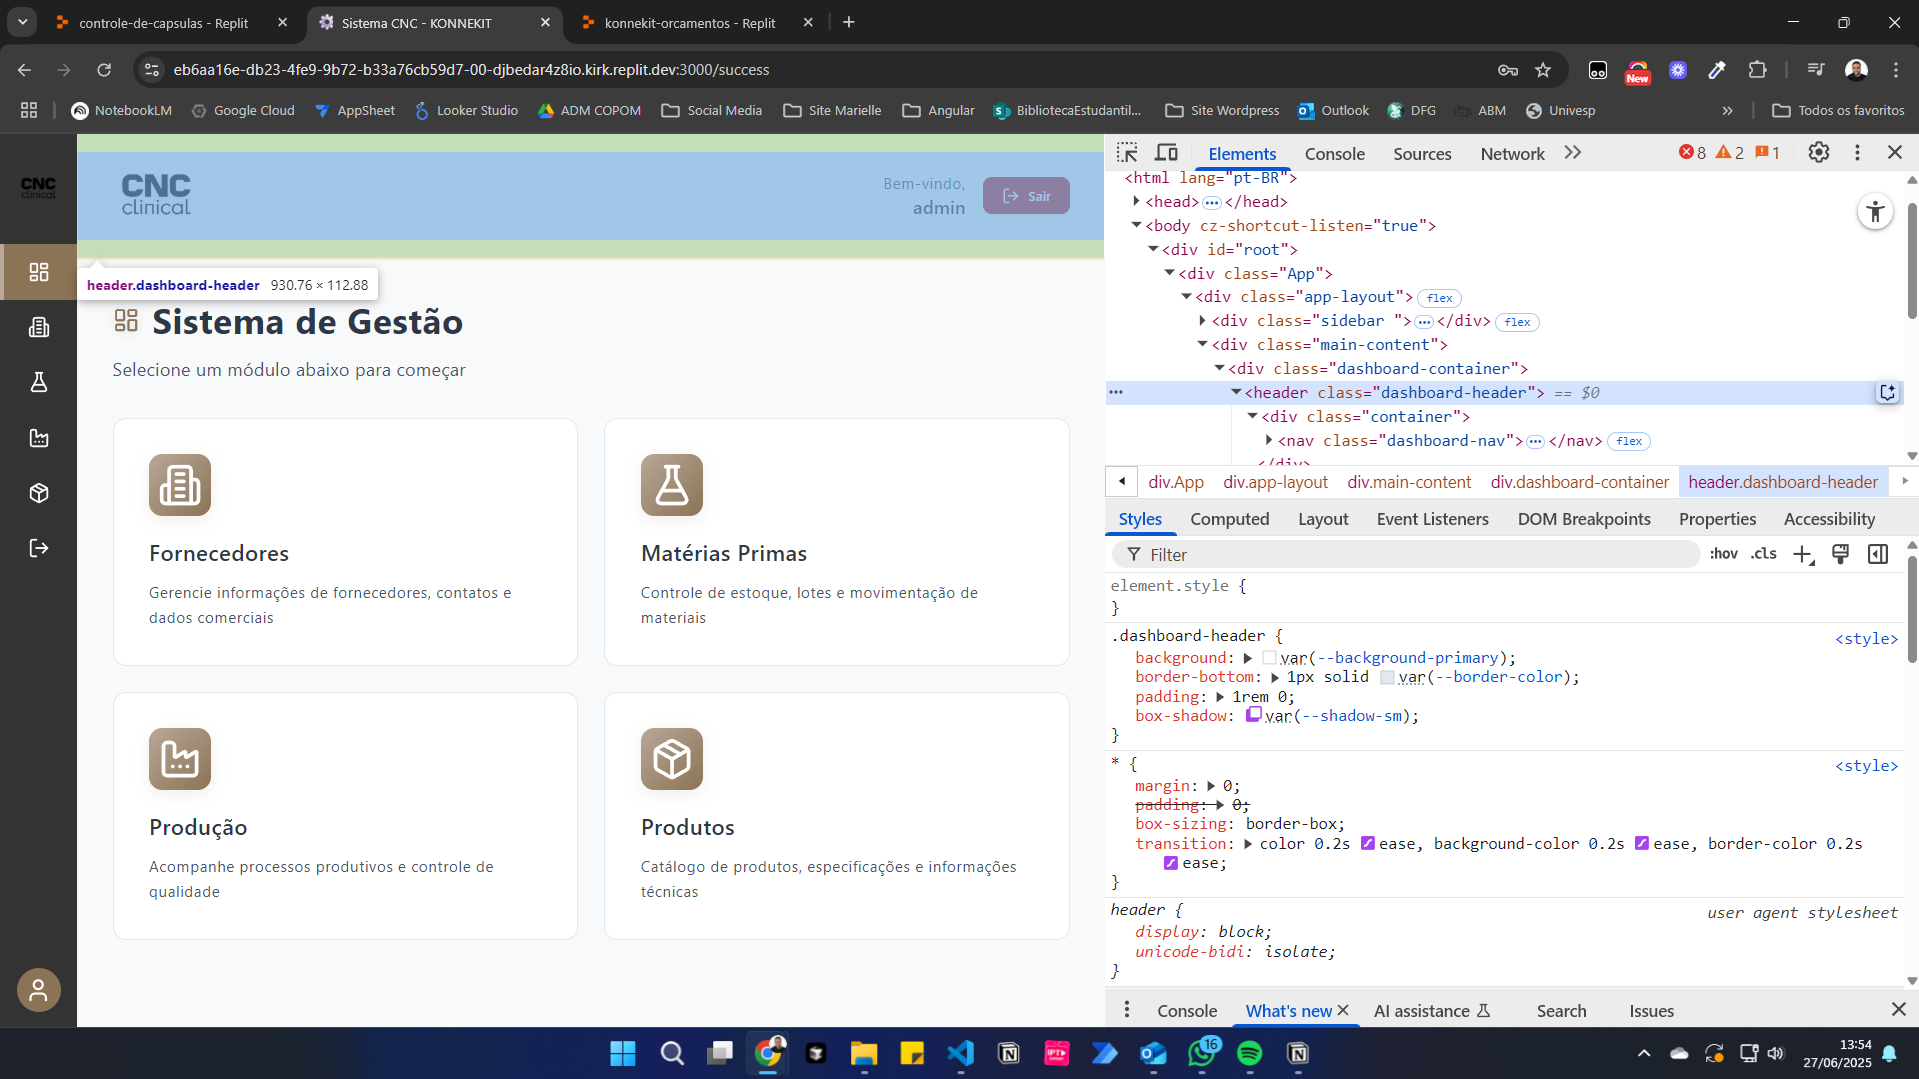 controle-de-capsulas - Replit
Sistema CNC - KONNEKIT
konnekit-orcamentos - Replit
eb6aa16e-db23-4fe9-9b72-b33a76cb59d7-00-djbedar4z8io.kirk.replit.dev:3000/success
New
NotebookLM
Google Cloud
AppSheet
Looker Studio
ADM COPOM
Social Media
Site Marielle
Angular
BibliotecaEstudantil...
Site Wordpress
Outlook
DFG
ABM
Univesp
Todos os favoritos
CNC
clinical
CNC
clinical
Bem-vindo,
admin
Sair
header.dashboard-header 930.76 × 112.88
Sistema de Gestão
Selecione um módulo abaixo para começar
Fornecedores
Gerencie informações de fornecedores, contatos e
dados comerciais
Matérias Primas
Controle de estoque, lotes e movimentação de
materiais
Produção
Acompanhe processos produtivos e controle de
qualidade
Produtos
Catálogo de produtos, especificações e informações
técnicas
Elements
Console
Sources
Network
8
2
1
<html lang="pt-BR">
<head> ••• </head>
<body cz-shortcut-listen="true">
<div id="root">
<div class="App">
<div class="app-layout"> flex
<div class="sidebar "> ••• </div> flex
<div class="main-content">
<div class="dashboard-container">
••• <header class="dashboard-header"> == $0
<div class="container">
<nav class="dashboard-nav"> ••• </nav> flex
</div>
div.App
div.app-layout
div.main-content
div.dashboard-container
header.dashboard-header
Styles
Computed
Layout
Event Listeners
DOM Breakpoints
Properties
Accessibility
Filter
:hov .cls
element.style {
}
.dashboard-header { <style>
background: var(--background-primary);
border-bottom: 1px solid var(--border-color);
padding: 1rem 0;
box-shadow: var(--shadow-sm);
}
* { <style>
margin: 0;
padding: 0;
box-sizing: border-box;
transition: color 0.2s ease, background-color 0.2s ease, border-color 0.2s
ease;
}
header { user agent stylesheet
display: block;
unicode-bidi: isolate;
}
Console
What's new
AI assistance
Search
Issues
16
13:54
27/06/2025